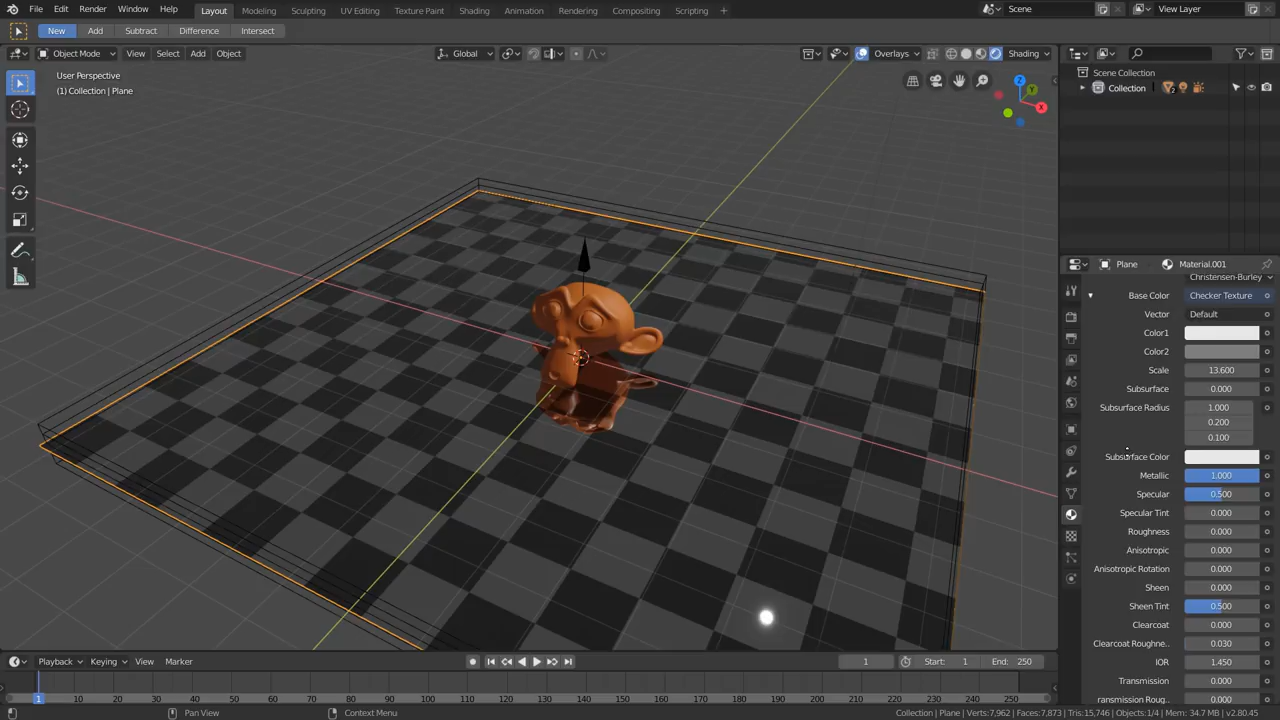 File Edit Render Window Help Layout Modeling Sculpting UV Editing Texture Paint Shading Animation Rendering Compositing Scripting + Scene View Layer
New Add Subtract Difference Intersect
Object Mode View Select Add Object Global Overlays Shading
User Perspective
(1) Collection | Plane
Z
Y
X
Scene Collection
Collection 2
Plane Material.001
Christensen-Burley
Base Color Checker Texture
Vector Default
Color1
Color2
Scale 13.600
Subsurface 0.000
Subsurface Radius 1.000
0.200
0.100
Subsurface Color
Metallic 1.000
Specular 0.500
Specular Tint 0.000
Roughness 0.000
Anisotropic 0.000
Anisotropic Rotation 0.000
Sheen 0.000
Sheen Tint 0.500
Clearcoat 0.000
Clearcoat Roughne.. 0.030
IOR 1.450
Transmission 0.000
ransmission Roug.. 0.000
Playback Keying View Marker 1 Start: 1 End: 250
1 10 20 30 40 50 60 70 80 90 100 110 120 130 140 150 160 170 180 190 200 210 220 230 240 250
Pan View Context Menu Collection | Plane | Verts:7,962 | Faces:7,873 | Tris:15,746 | Objects:1/4 | Mem: 34.7 MB | v2.80.45